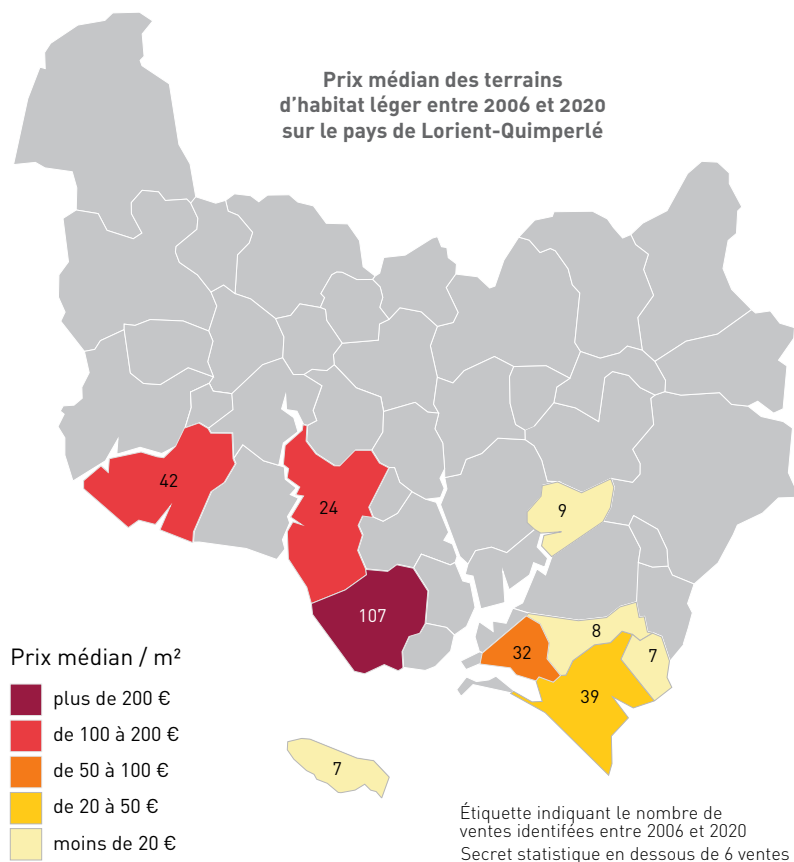 Prix médian des terrains
d’habitat léger entre 2006 et 2020
sur le pays de Lorient-Quimperlé
42
24
9
107
8
32
7
39
7
Prix médian / m²
plus de 200 €
de 100 à 200 €
de 50 à 100 €
de 20 à 50 €
moins de 20 €
Étiquette indiguant le nombre de
ventes identifées entre 2006 et 2020
Secret statistique en dessous de 6 ventes